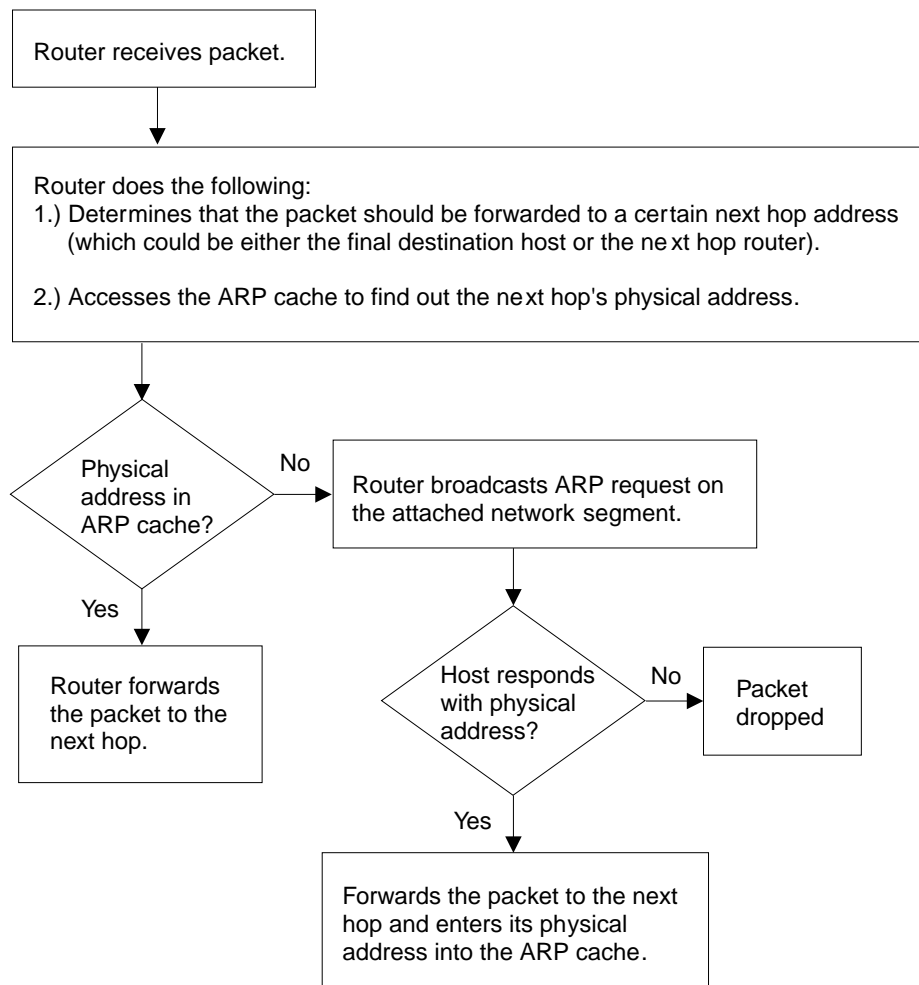 Router receives packet.
Router does the following:
1.) Determines that the packet should be forwarded to a certain next hop address
(which could be either the final destination host or the next hop router).
2.) Accesses the ARP cache to find out the next hop's physical address.
Physical
address in
ARP cache?
No
Router broadcasts ARP request on
the attached network segment.
Yes
Router forwards
the packet to the
next hop.
Host responds
with physical
address?
No
Packet
dropped
Yes
Forwards the packet to the next
hop and enters its physical
address into the ARP cache.